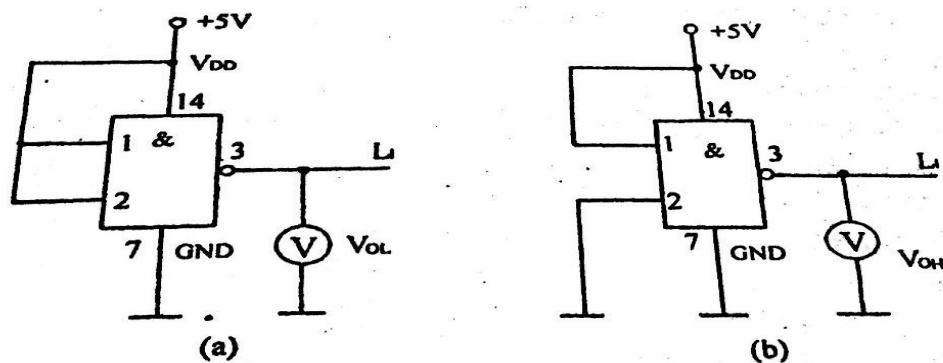 +5V
VDD
14
&
1
3
L
2
7
GND
V
VOL
(a)
+5V
VDD
14
&
1
3
L
2
7
GND
V
VOH
(b)